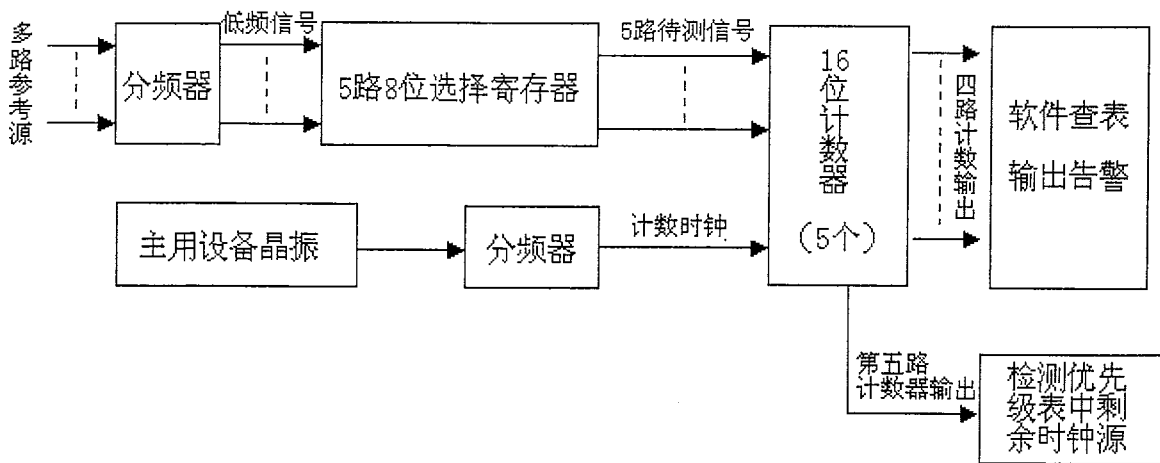 多路参考源
分频器
低频信号
5路8位选择寄存器
5路待测信号
16位计数器
(5个)
四路计数输出
软件查表
输出告警
主用设备晶振
分频器
计数时钟
第五路
计数器输出
检测优先
级表中剩
余时钟源